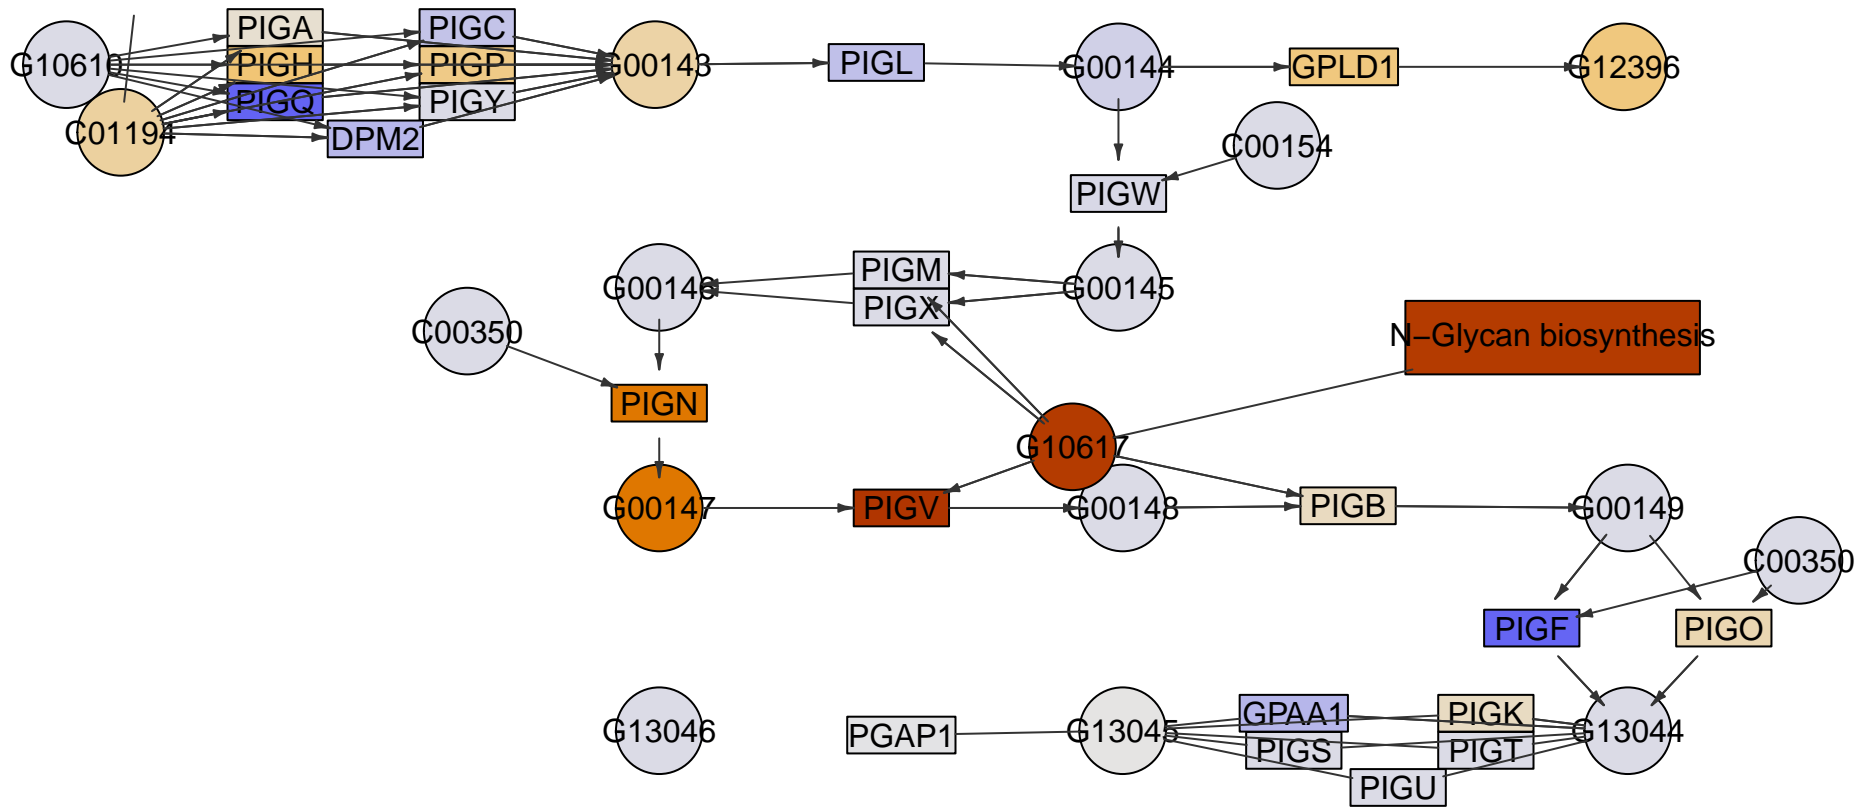 PIGA
PIGC
G10610
PIGH
PIGP
G00143
PIGL
G00144
GPLD1
G12396
PIGQ
PIGY
C01194
DPM2
C00154
PIGW
PIGM
G00146
G00145
PIGX
C00350
N–Glycan biosynthesis
PIGN
G10617
G00147
PIGV
G00148
PIGB
G00149
C00350
PIGF
PIGO
GPAA1
PIGK
G13046
PGAP1
G13045
G13044
PIGS
PIGT
PIGU